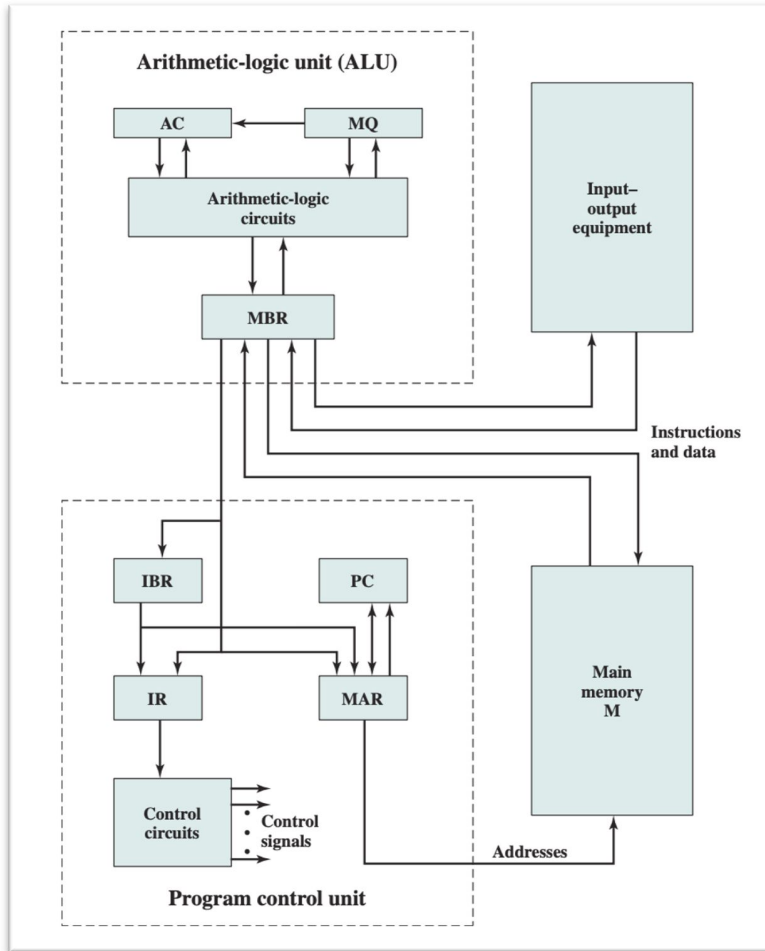 Arithmetic-logic unit (ALU)
AC
MQ
Arithmetic-logic
circuits
MBR
Input–
output
equipment
Instructions
and data
IBR
PC
IR
MAR
Main
memory
M
Control
circuits
Control
signals
Addresses
Program control unit